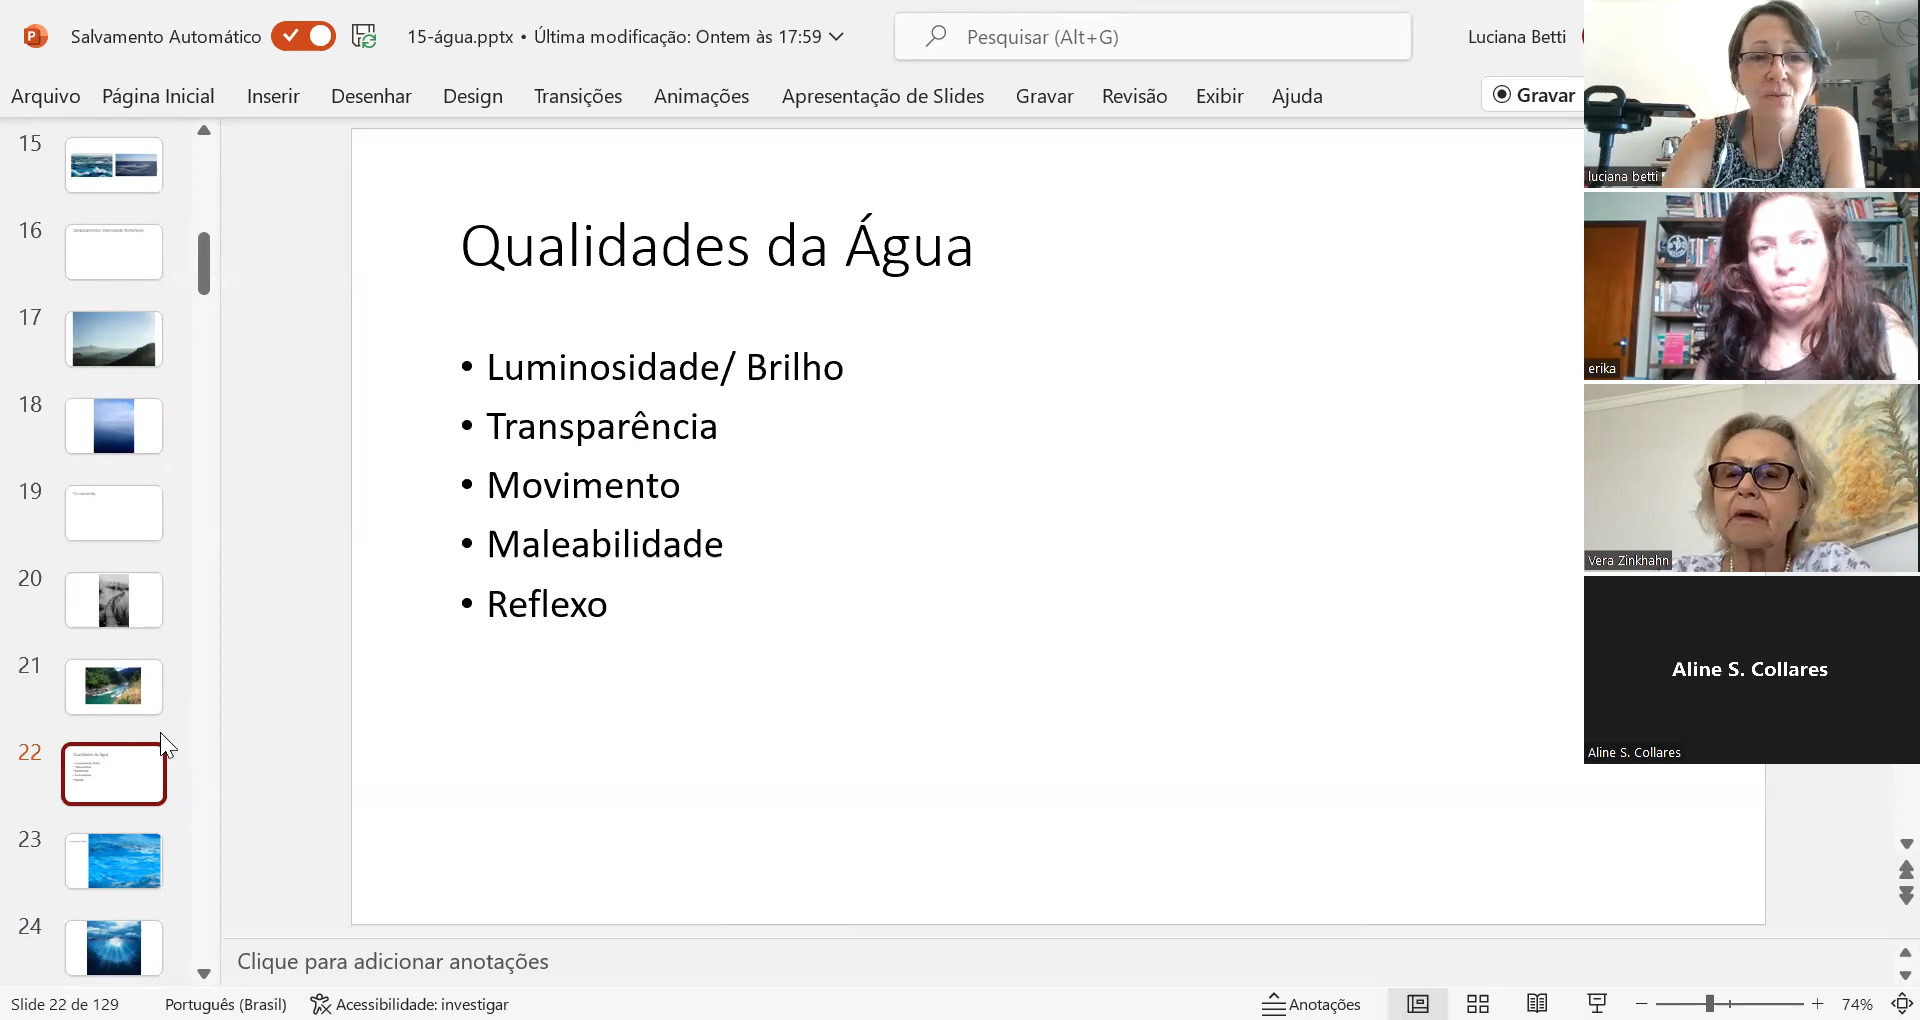 Salvamento Automático
15-água.pptx • Última modificação: Ontem às 17:59
Pesquisar (Alt+G)
Luciana Betti
Arquivo Página Inicial Inserir Desenhar Design Transições Animações Apresentação de Slides Gravar Revisão Exibir Ajuda
Gravar
15
16
17
18
19
20
21
22
23
24
Qualidades da Água
• Luminosidade/ Brilho
• Transparência
• Movimento
• Maleabilidade
• Reflexo
luciana betti
erika
Vera Zinkhahn
Aline S. Collares
Aline S. Collares
Clique para adicionar anotações
Slide 22 de 129
Português (Brasil)
Acessibilidade: investigar
Anotações
74%